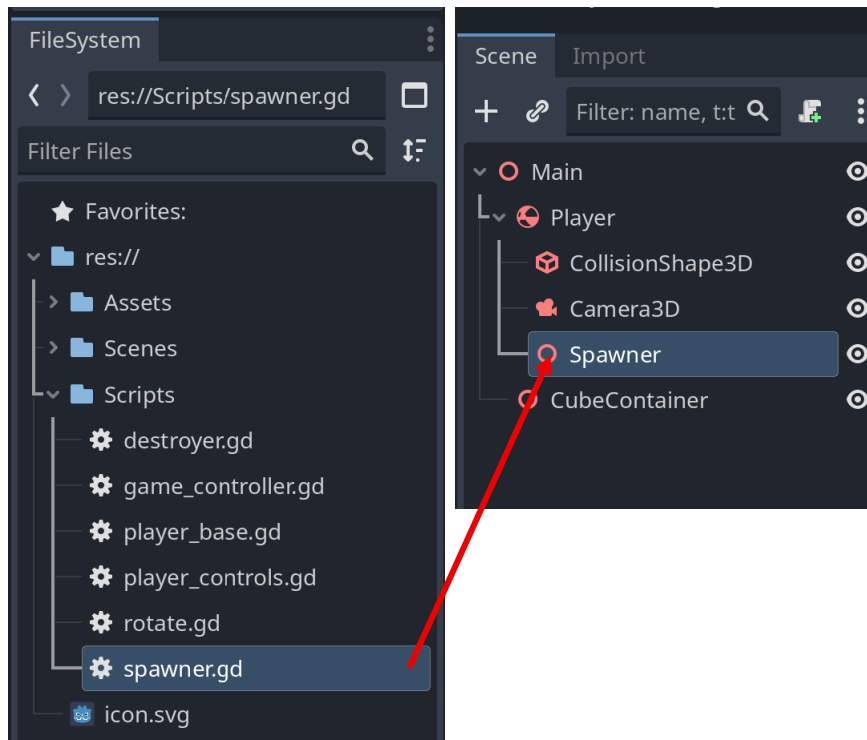 FileSystem
res://Scripts/spawner.gd
Filter Files
Favorites:
res://
Assets
Scenes
Scripts
destroyer.gd
game_controller.gd
player_base.gd
player_controls.gd
rotate.gd
spawner.gd
icon.svg
Scene Import
Filter: name, t:t
Main
Player
CollisionShape3D
Camera3D
Spawner
CubeContainer